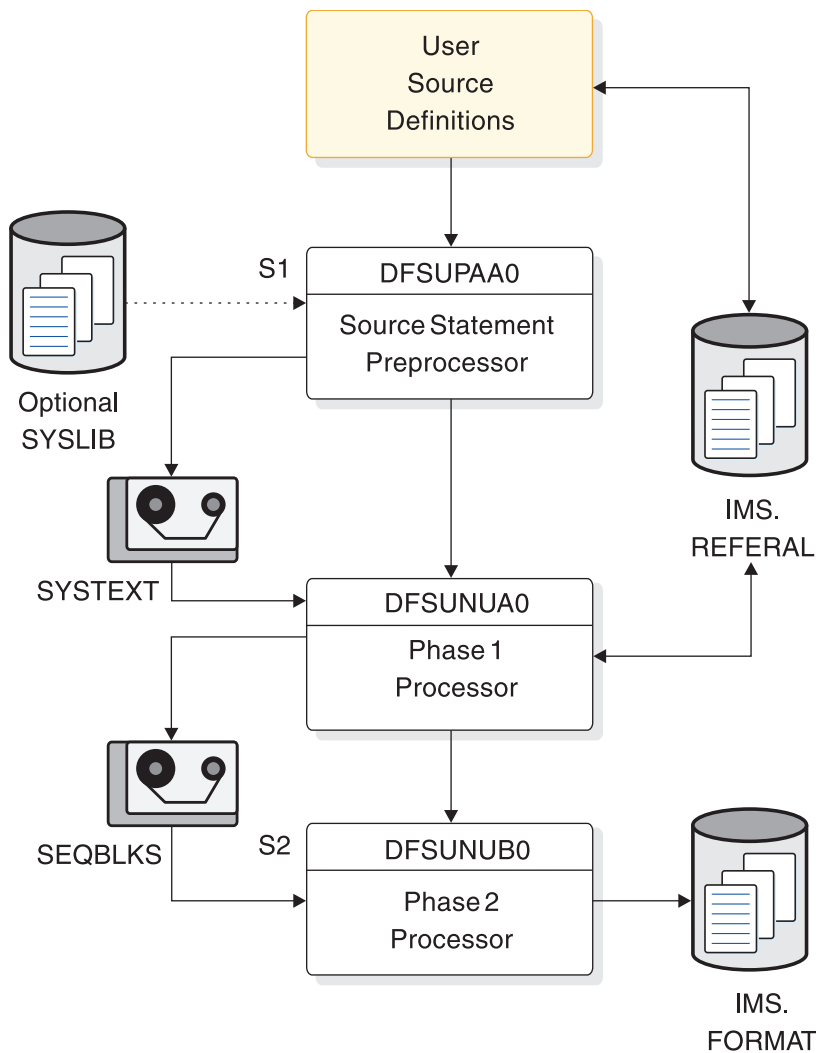 User
Source
Definitions
S1
DFSUPAA0
Source Statement
Preprocessor
Optional
SYSLIB
IMS.
REFERAL
SYSTEXT
DFSUNUA0
Phase 1
Processor
SEQBLKS
S2
DFSUNUB0
Phase 2
Processor
IMS.
FORMAT